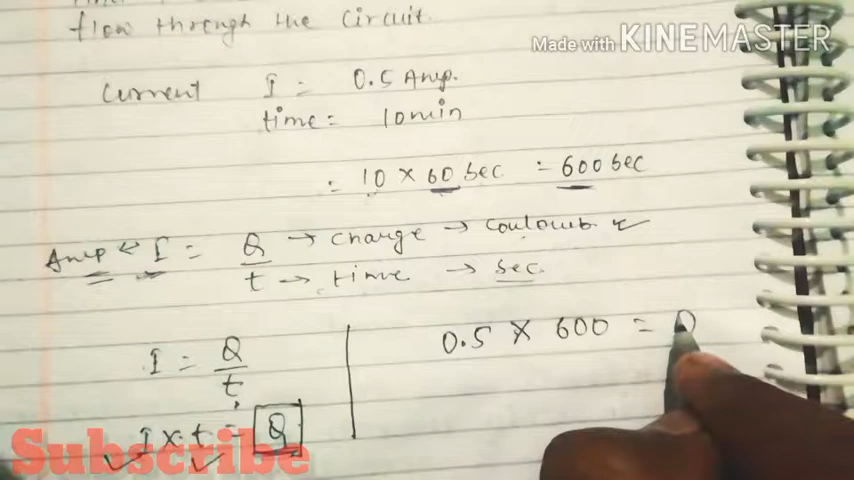 flow through the circuit.
Made with KINEMASTER
Current I = 0.5 Amp.
time = 10 min
= 10 × 60 Sec = 600 Sec
Amp ↔ I = Q → charge → coulomb.
t → time → Sec.
I = Q
t
0.5 × 600 = Q
I × t = Q
Subscribe